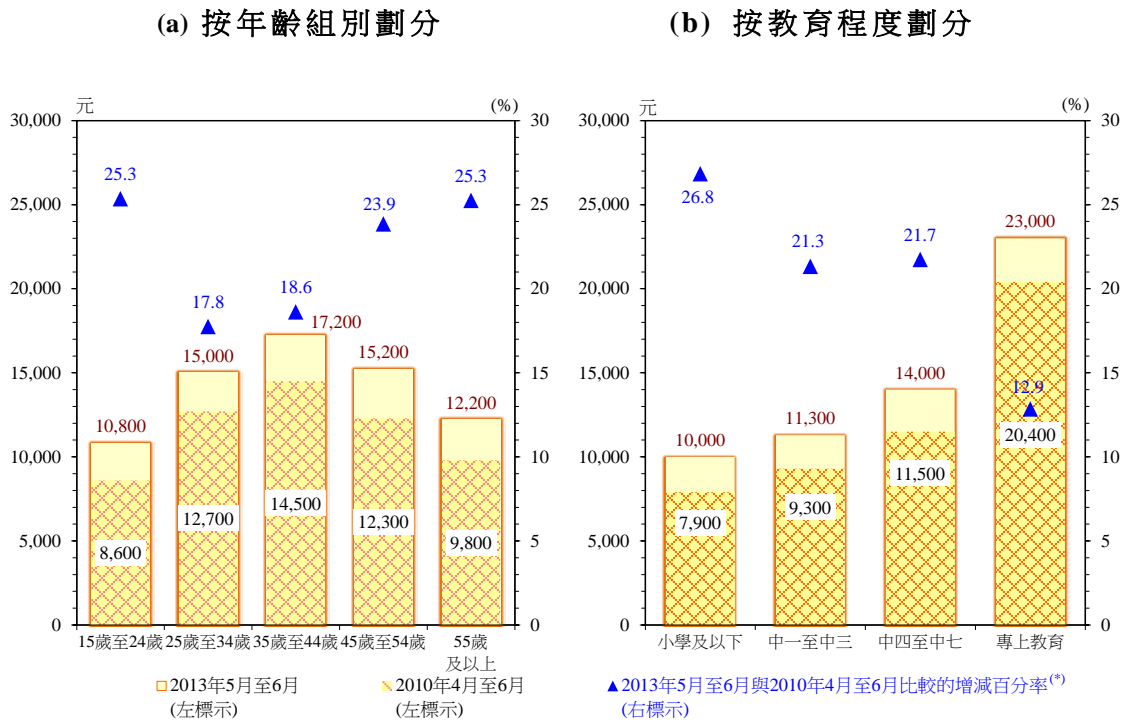 (a) 按年齡組別劃分
元
(%)
30,000
25,000
20,000
15,000
10,000
5,000
0
30
25
20
15
10
5
0
25.3
17.8
18.6
23.9
25.3
10,800
15,000
17,200
15,200
12,200
8,600
12,700
14,500
12,300
9,800
15歲至24歲
25歲至34歲
35歲至44歲
45歲至54歲
55歲
及以上
(b) 按教育程度劃分
元
(%)
30,000
25,000
20,000
15,000
10,000
5,000
0
30
25
20
15
10
5
0
26.8
21.3
21.7
12.9
10,000
11,300
14,000
23,000
7,900
9,300
11,500
20,400
小學及以下
中一至中三
中四至中七
專上教育
2013年5月至6月
(左標示)
2010年4月至6月
(左標示)
2013年5月至6月與2010年4月至6月比較的增減百分率(*)
(右標示)